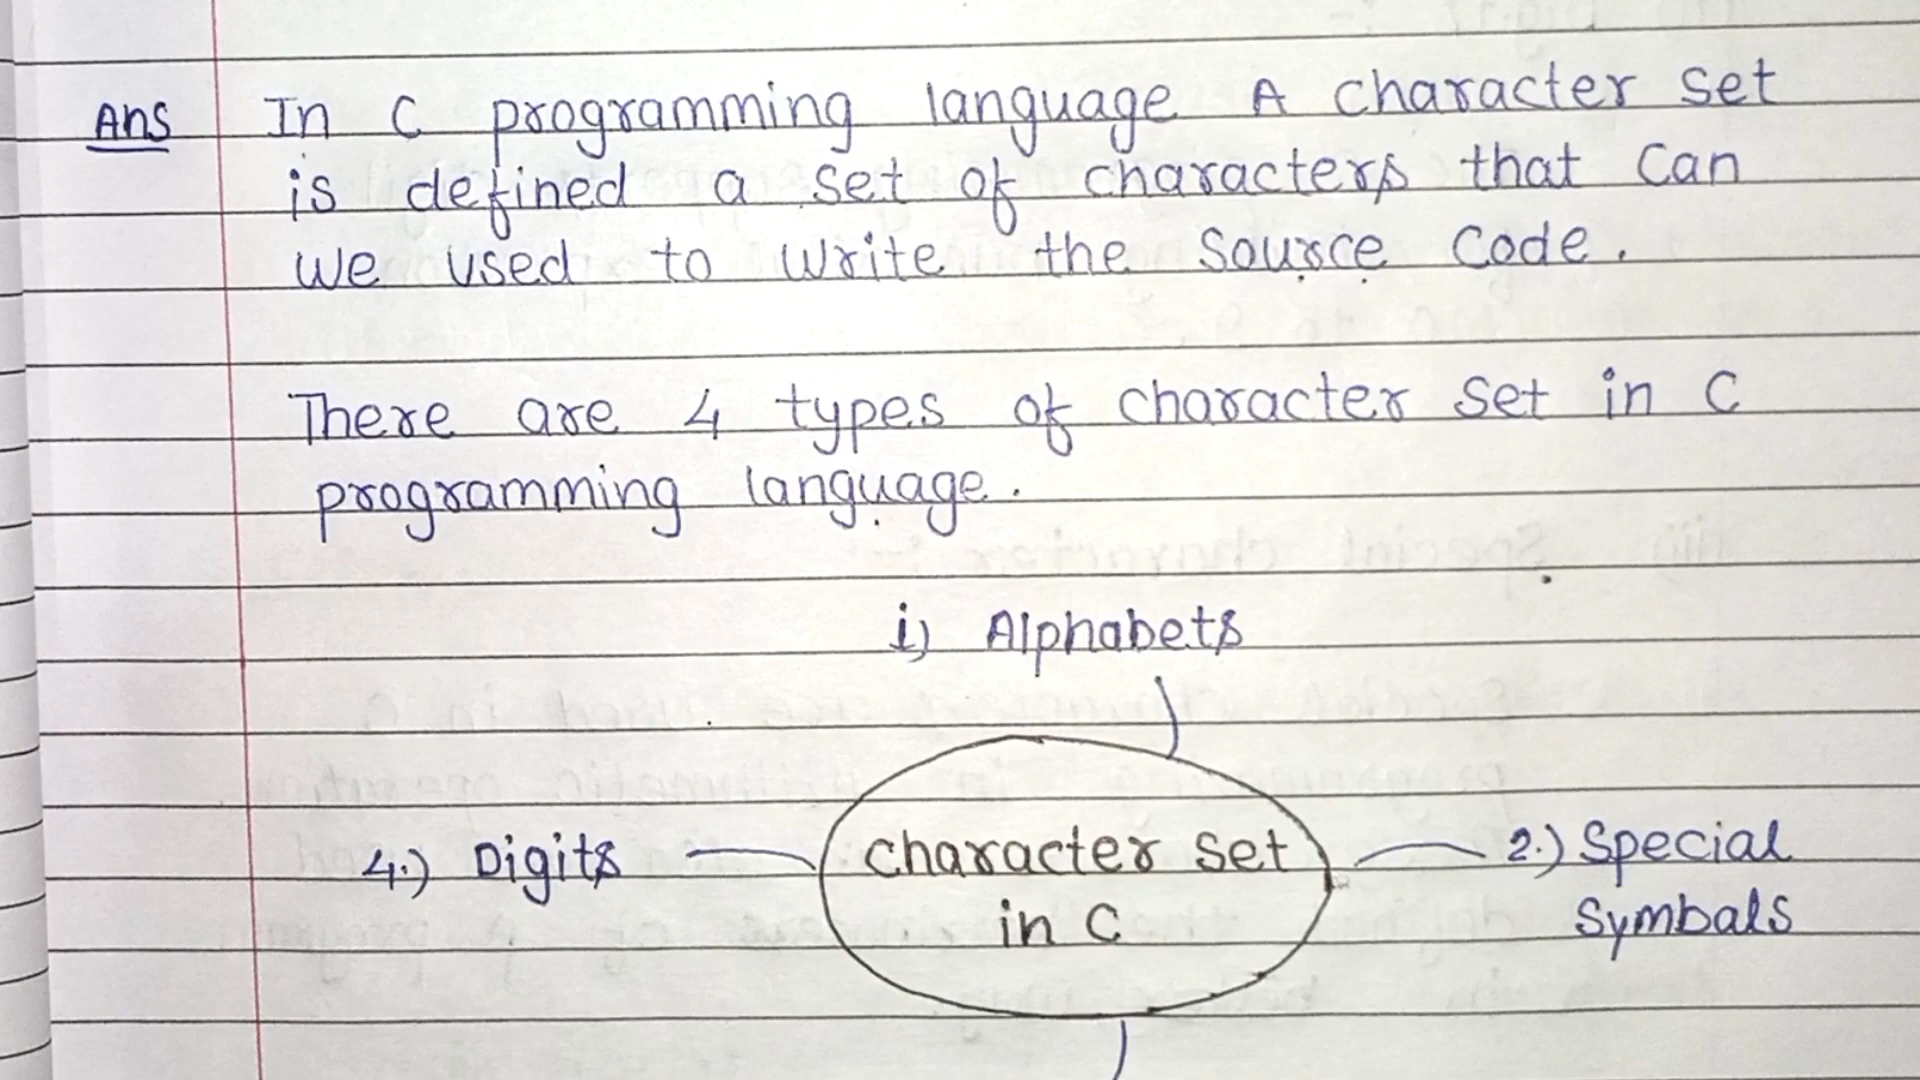 Ans In C programming language A character set
is defined a set of characters that can
we used to write the source code.
There are 4 types of character set in C
programming language.
i) Alphabets
4.) Digits
character set
in C
2.) Special
Symbals